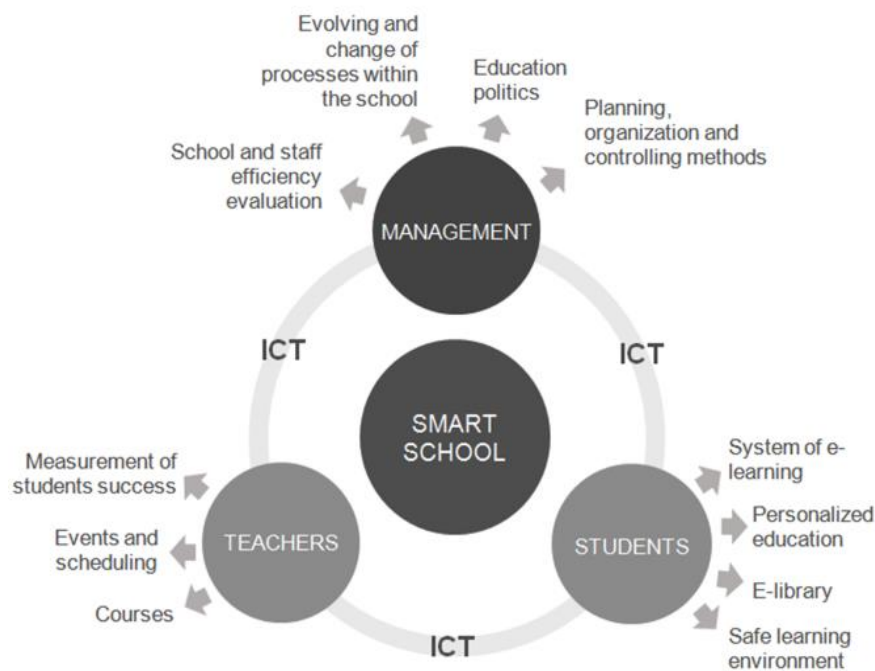 Evolving and
change of
processes within
the school
Education
politics
Planning,
organization and
controlling methods
School and staff
efficiency
evaluation
MANAGEMENT
ICT
ICT
SMART
SCHOOL
Measurement of
students success
Events and
scheduling
Courses
TEACHERS
STUDENTS
System of e-
learning
Personalized
education
E-library
Safe learning
environment
ICT